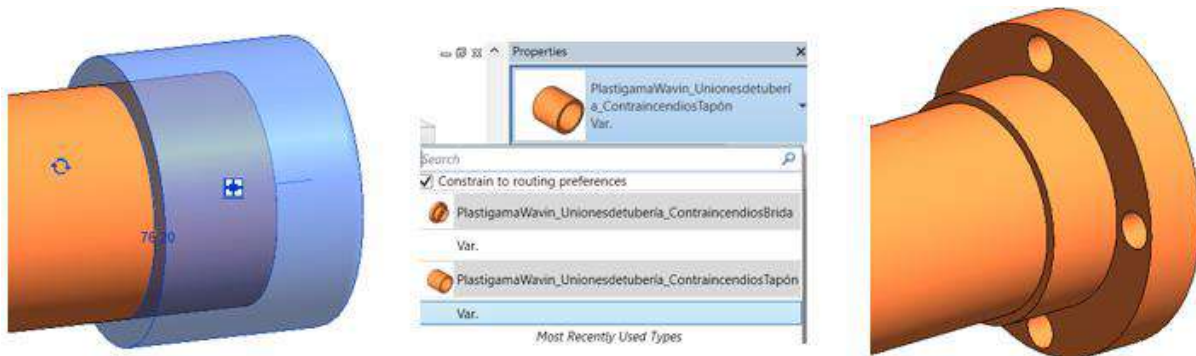 76.20
Properties
PlastigamaWavin_Unionesdetuberí
a_ContraincendiosTapón
Var.
Search
Constrain to routing preferences
PlastigamaWavin_Unionesdetubería_ContraincendiosBrida
Var.
PlastigamaWavin_Unionesdetubería_ContraincendiosTapón
Var.
Most Recently Used Types